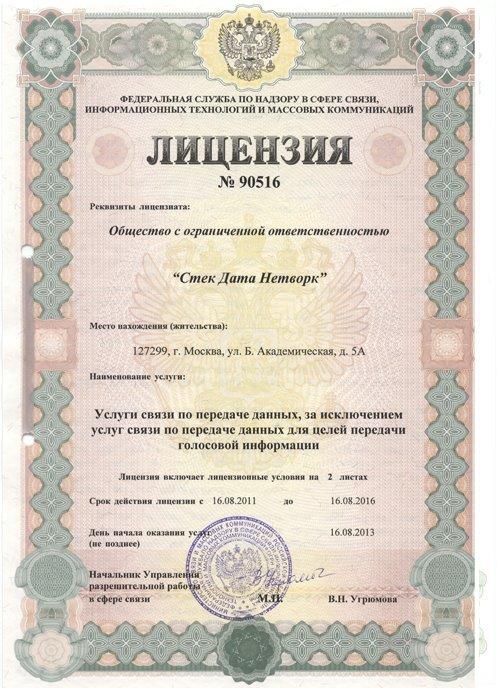 ФЕДЕРАЛЬНАЯ СЛУЖБА ПО НАДЗОРУ В СФЕРЕ СВЯЗИ,
ИНФОРМАЦИОННЫХ ТЕХНОЛОГИЙ И МАССОВЫХ КОММУНИКАЦИЙ
ЛИЦЕНЗИЯ
№ 90516
Реквизиты лицензиата:
Общество с ограниченной ответственностью
“Стек Дата Нетворк”
Место нахождения (жительства):
127299, г. Москва, ул. Б. Академическая, д. 5А
Наименование услуги:
Услуги связи по передаче данных, за исключением
услуг связи по передаче данных для целей передачи
голосовой информации
Лицензия включает лицензионные условия на 2 листах
Срок действия лицензии с 16.08.2011 до 16.08.2016
День начала оказания услуг 16.08.2013
(не позднее)
Начальник Управления
разрешительной работы
в сфере связи М.П. В.Н. Угрюмова